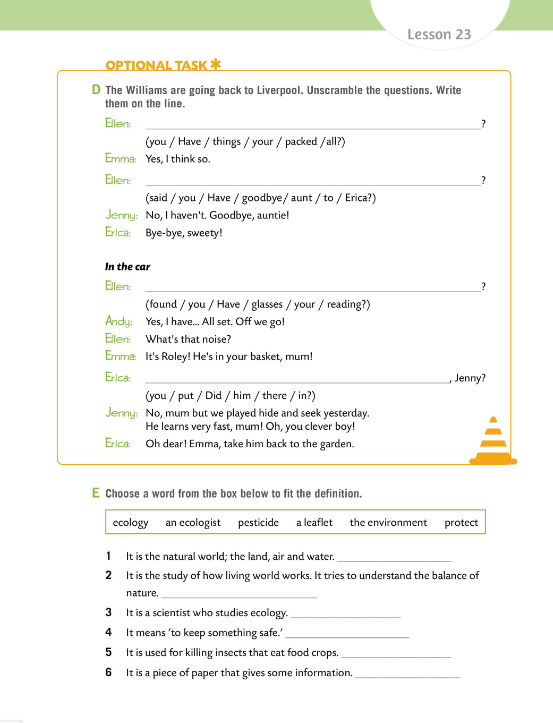 Lesson 23
OPTIONAL TASK *
D The Williams are going back to Liverpool. Unscramble the questions. Write
them on the line.
Ellen: ______________________________?
(you / Have / things / your / packed /all?)
Emma: Yes, I think so.
Ellen: ______________________________?
(said / you / Have / goodbye/ aunt / to / Erica?)
Jenny: No, I haven't. Goodbye, auntie!
Erica: Bye-bye, sweety!
In the car
Ellen: ______________________________?
(found / you / Have / glasses / your / reading?)
Andy: Yes, I have... All set. Off we go!
Ellen: What's that noise?
Emma: It's Roley! He's in your basket, mum!
Erica: ______________________________, Jenny?
(you / put / Did / him / there / in?)
Jenny: No, mum but we played hide and seek yesterday.
He learns very fast, mum! Oh, you clever boy!
Erica: Oh dear! Emma, take him back to the garden.
E Choose a word from the box below to fit the definition.
ecology an ecologist pesticide a leaflet the environment protect
1 It is the natural world; the land, air and water. ____________________
2 It is the study of how living world works. It tries to understand the balance of
nature. ____________________
3 It is a scientist who studies ecology. ____________________
4 It means ‘to keep something safe.’ ____________________
5 It is used for killing insects that eat food crops. ____________________
6 It is a piece of paper that gives some information. ____________________